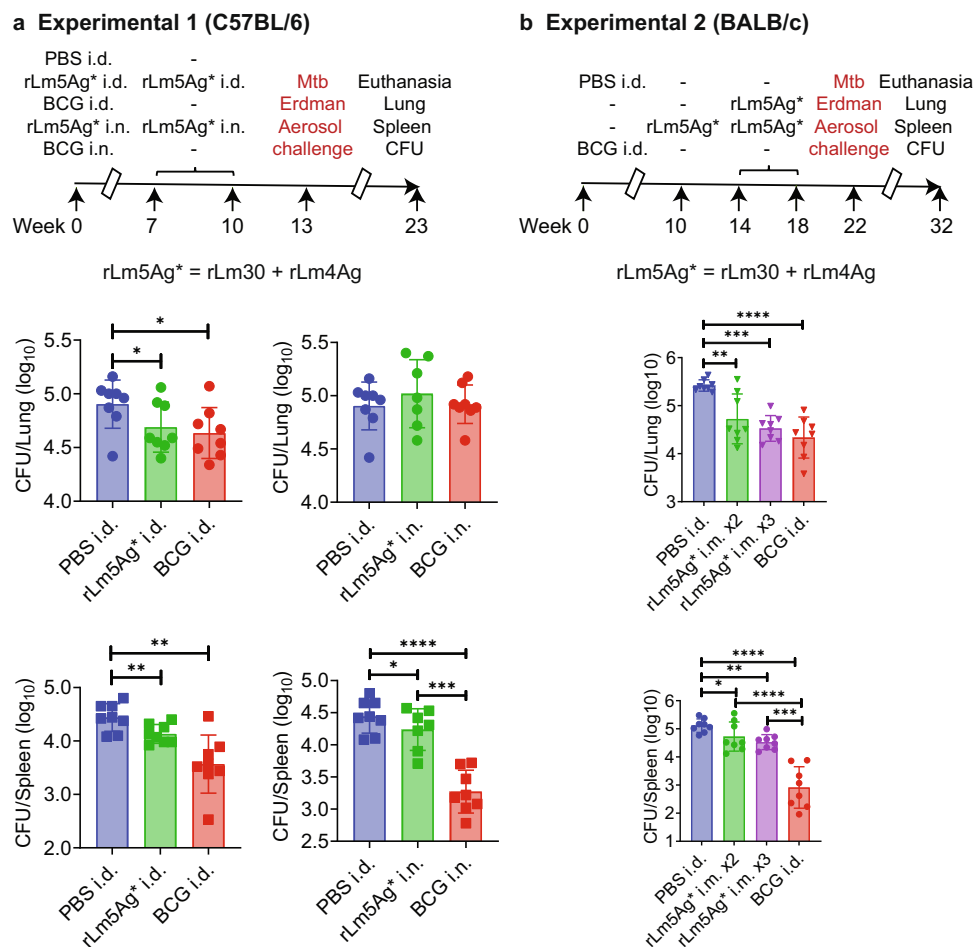 a Experimental 1 (C57BL/6)
PBS i.d. -
rLm5Ag* i.d. rLm5Ag* i.d. Mtb Euthanasia
BCG i.d. - Erdman Lung
rLm5Ag* i.n. rLm5Ag* i.n. Aerosol Spleen
BCG i.n. - challenge CFU
Week 0 7 10 13 23
rLm5Ag* = rLm30 + rLm4Ag
b Experimental 2 (BALB/c)
PBS i.d. - - Mtb Euthanasia
- - rLm5Ag* Erdman Lung
- rLm5Ag* rLm5Ag* Aerosol Spleen
BCG i.d. - - challenge CFU
Week 0 10 14 18 22 32
rLm5Ag* = rLm30 + rLm4Ag
CFU/Lung (log10)
5.5
5.0
4.5
4.0
*
*
PBS i.d.
rLm5Ag* i.d.
BCG i.d.
CFU/Lung (log10)
5.5
5.0
4.5
4.0
PBS i.d.
rLm5Ag* i.n.
BCG i.n.
CFU/Lung (log10)
6
5
4
3
****
***
**
PBS i.d.
rLm5Ag* i.m. x2
rLm5Ag* i.m. x3
BCG i.d.
CFU/Spleen (log10)
5.0
4.0
3.0
2.0
**
**
PBS i.d.
rLm5Ag* i.d.
BCG i.d.
CFU/Spleen (log10)
5.0
4.5
4.0
3.5
3.0
2.5
****
*
***
PBS i.d.
rLm5Ag* i.n.
BCG i.n.
CFU/Spleen (log10)
6
5
4
3
2
1
****
**
*
****
***
PBS i.d.
rLm5Ag* i.m. x2
rLm5Ag* i.m. x3
BCG i.d.